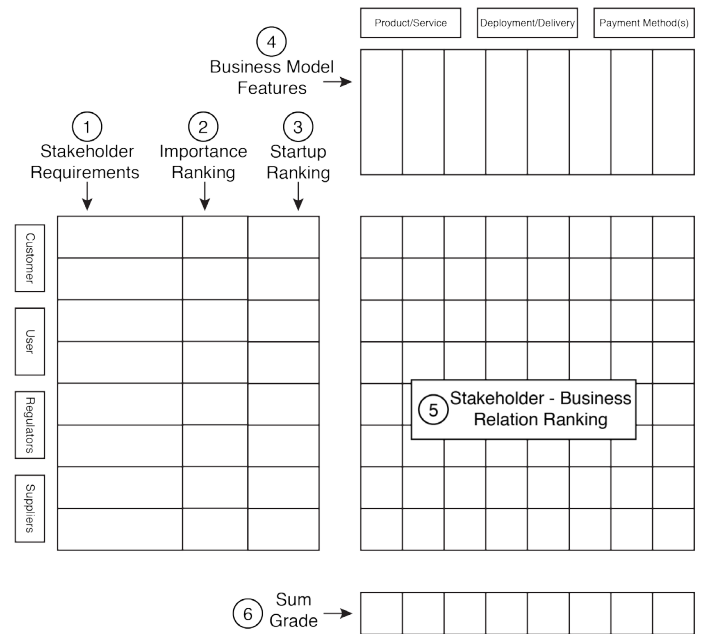 Product/Service
Deployment/Delivery
Payment Method(s)
4
Business Model
Features
1
Stakeholder
Requirements
2
Importance
Ranking
3
Startup
Ranking
Customer
User
Regulators
Suppliers
5
Stakeholder - Business
Relation Ranking
6
Sum
Grade